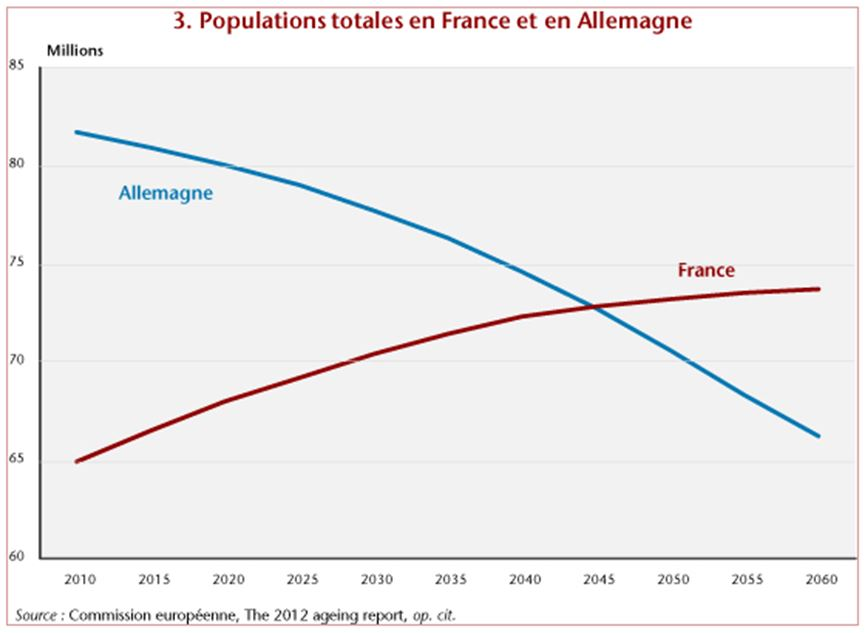 3. Populations totales en France et en Allemagne
Millions
85
80
Allemagne
75
France
70
65
60
2010 2015 2020 2025 2030 2035 2040 2045 2050 2055 2060
Source : Commission européenne, The 2012 ageing report, op. cit.